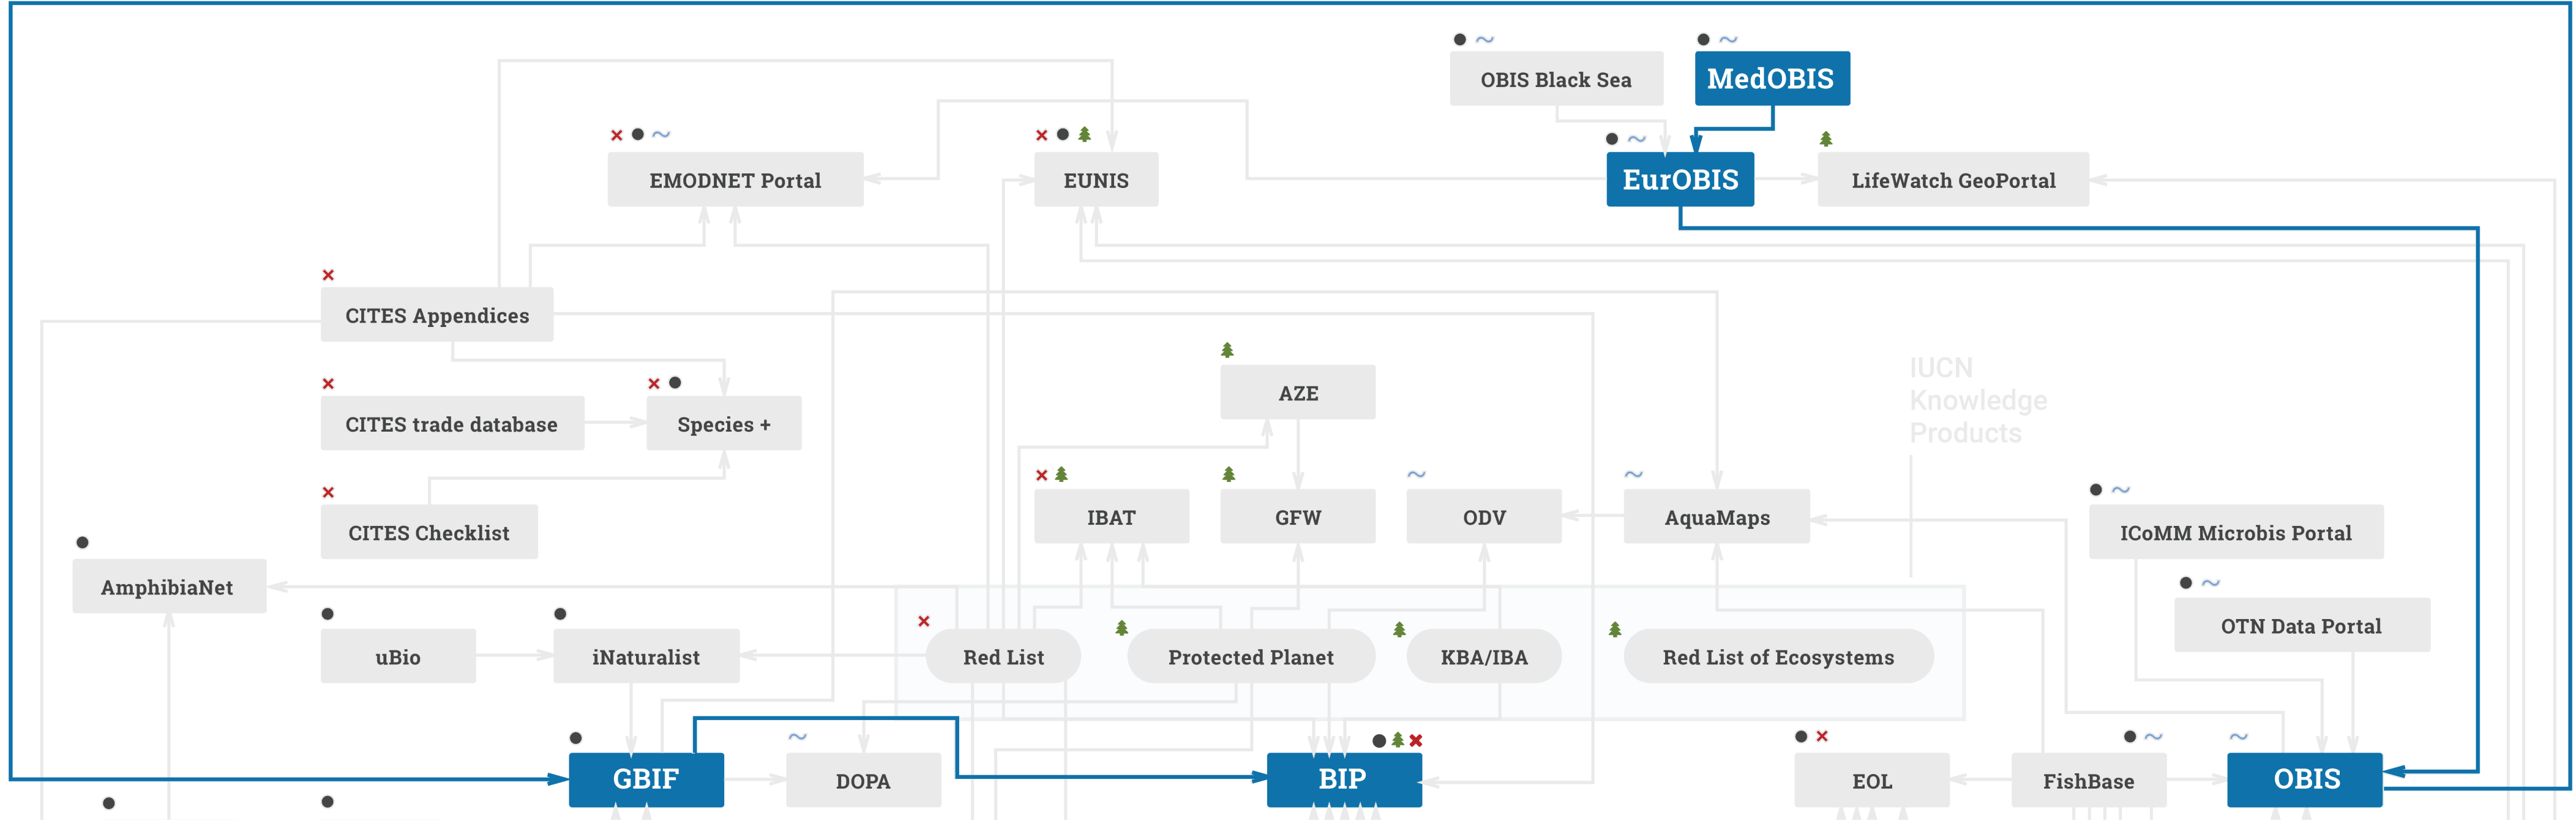 OBIS Black Sea
MedOBIS
EMODNET Portal
EUNIS
EurOBIS
LifeWatch GeoPortal
CITES Appendices
IUCN
Knowledge
Products
AZE
CITES trade database
Species +
IBAT
GFW
ODV
AquaMaps
CITES Checklist
ICoMM Microbis Portal
AmphibiaNet
OTN Data Portal
uBio
iNaturalist
Red List
Protected Planet
KBA/IBA
Red List of Ecosystems
GBIF
DOPA
BIP
EOL
FishBase
OBIS